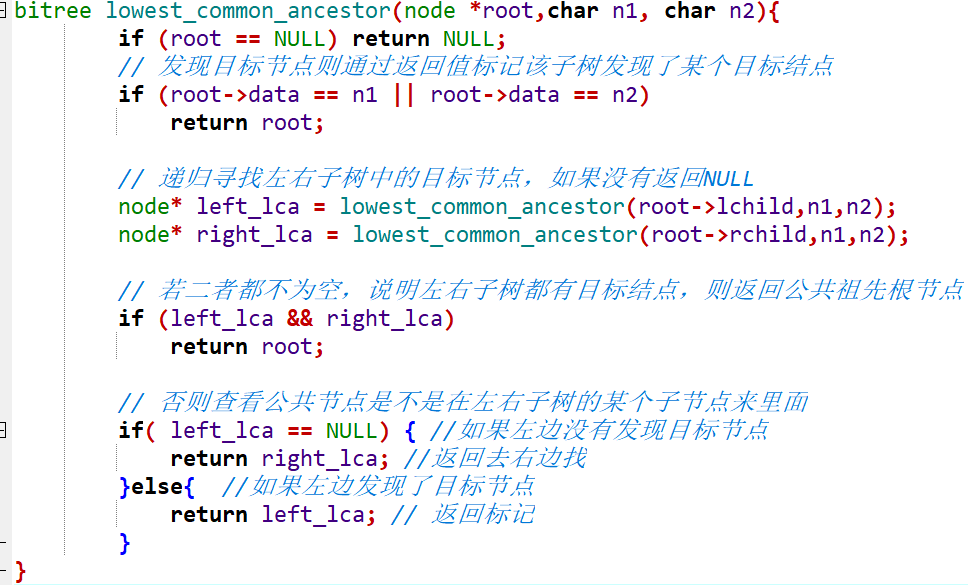 bitree lowest_common_ancestor(node *root,char n1, char n2){
if (root == NULL) return NULL;
// 发现目标节点则通过返回值标记该子树发现了某个目标结点
if (root->data == n1 || root->data == n2)
return root;
// 递归寻找左右子树中的目标节点，如果没有返回NULL
node* left_lca = lowest_common_ancestor(root->lchild,n1,n2);
node* right_lca = lowest_common_ancestor(root->rchild,n1,n2);
// 若二者都不为空，说明左右子树都有目标结点，则返回公共祖先根节点
if (left_lca && right_lca)
return root;
// 否则查看公共节点是不是在左右子树的某个子节点来里面
if( left_lca == NULL) { //如果左边没有发现目标节点
return right_lca; //返回去右边找
}else{ //如果左边发现了目标节点
return left_lca; // 返回标记
}
}